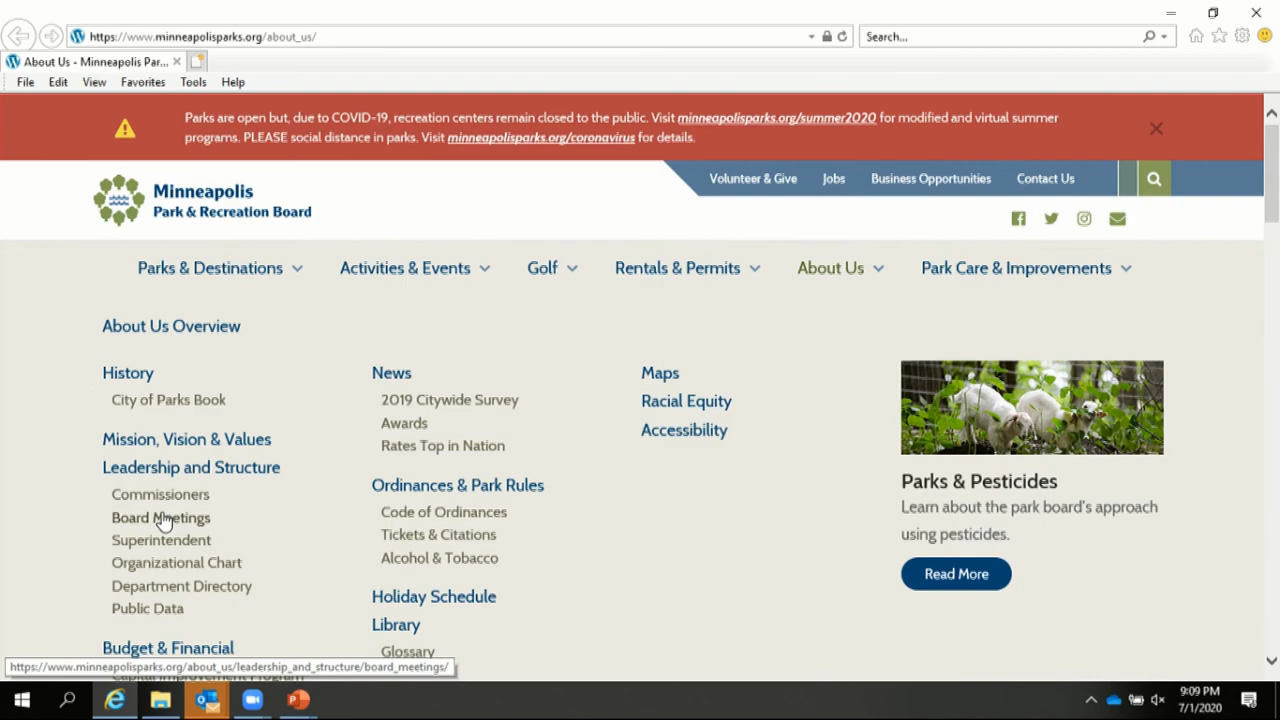 https://www.minneapolisparks.org/about_us/
Search...
About Us - Minneapolis Par...
File Edit View Favorites Tools Help
Parks are open but, due to COVID-19, recreation centers remain closed to the public. Visit minneapolisparks.org/summer2020 for modified and virtual summer
programs. PLEASE social distance in parks. Visit minneapolisparks.org/coronavirus for details.
Minneapolis
Park & Recreation Board
Volunteer & Give Jobs Business Opportunities Contact Us
Parks & Destinations Activities & Events Golf Rentals & Permits About Us Park Care & Improvements
About Us Overview
History
City of Parks Book
Mission, Vision & Values
Leadership and Structure
Commissioners
Board Meetings
Superintendent
Organizational Chart
Department Directory
Public Data
Budget & Financial
Capital Improvement Program
News
2019 Citywide Survey
Awards
Rates Top in Nation
Ordinances & Park Rules
Code of Ordinances
Tickets & Citations
Alcohol & Tobacco
Holiday Schedule
Library
Glossary
Maps
Racial Equity
Accessibility
Parks & Pesticides
Learn about the park board's approach
using pesticides.
Read More
https://www.minneapolisparks.org/about_us/leadership_and_structure/board_meetings/
9:09 PM
7/1/2020